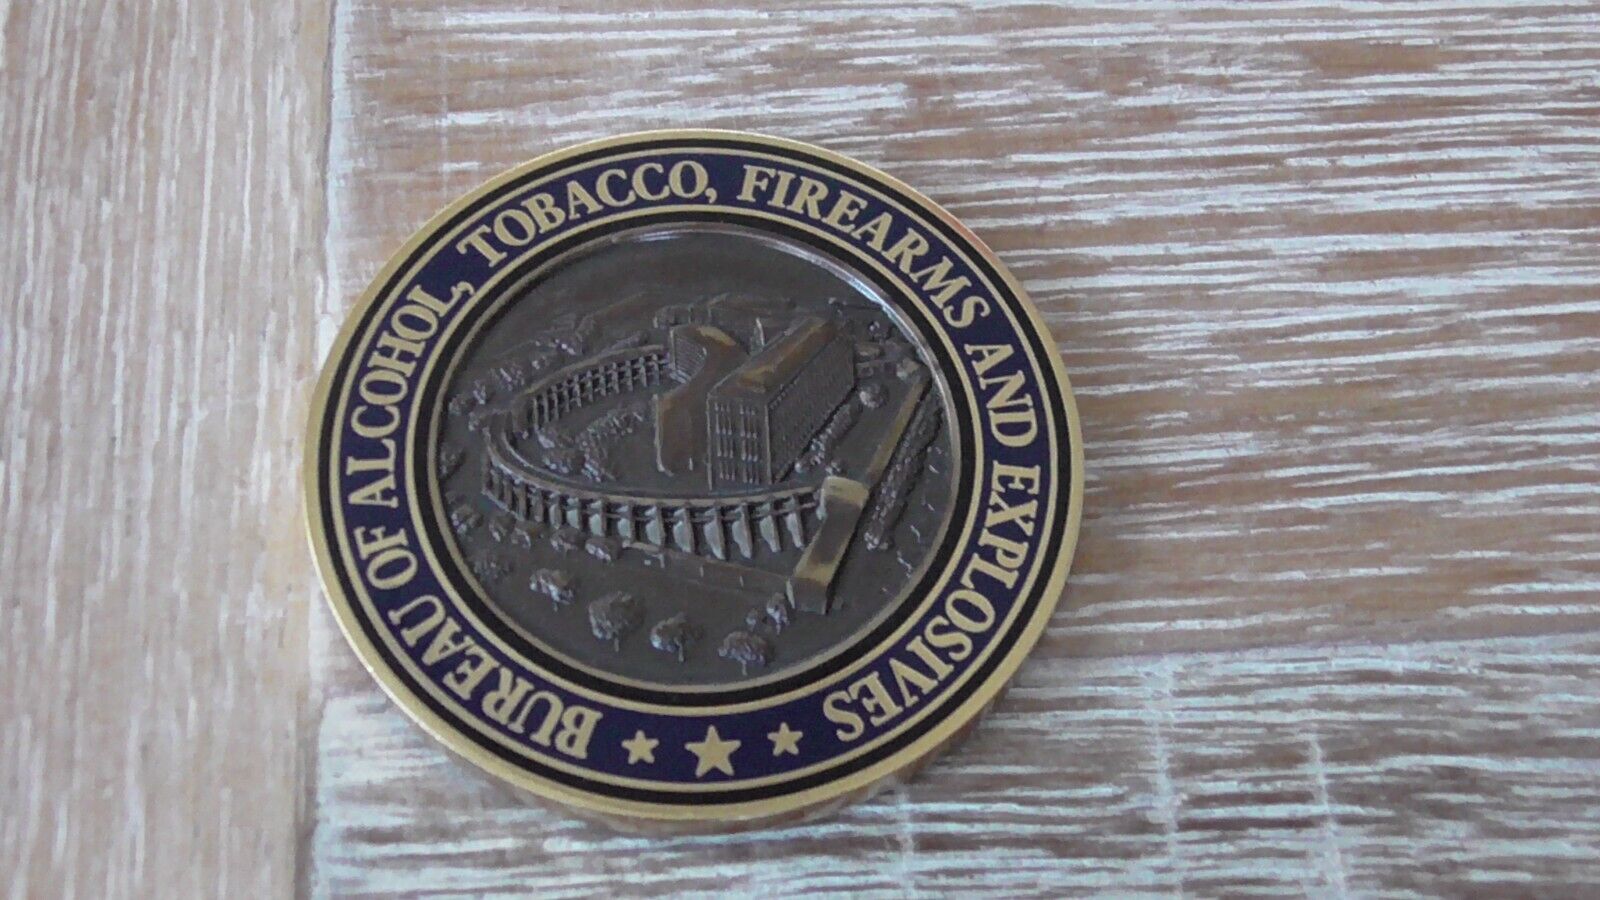 BUREAU OF ALCOHOL, TOBACCO, FIREARMS AND EXPLOSIVES